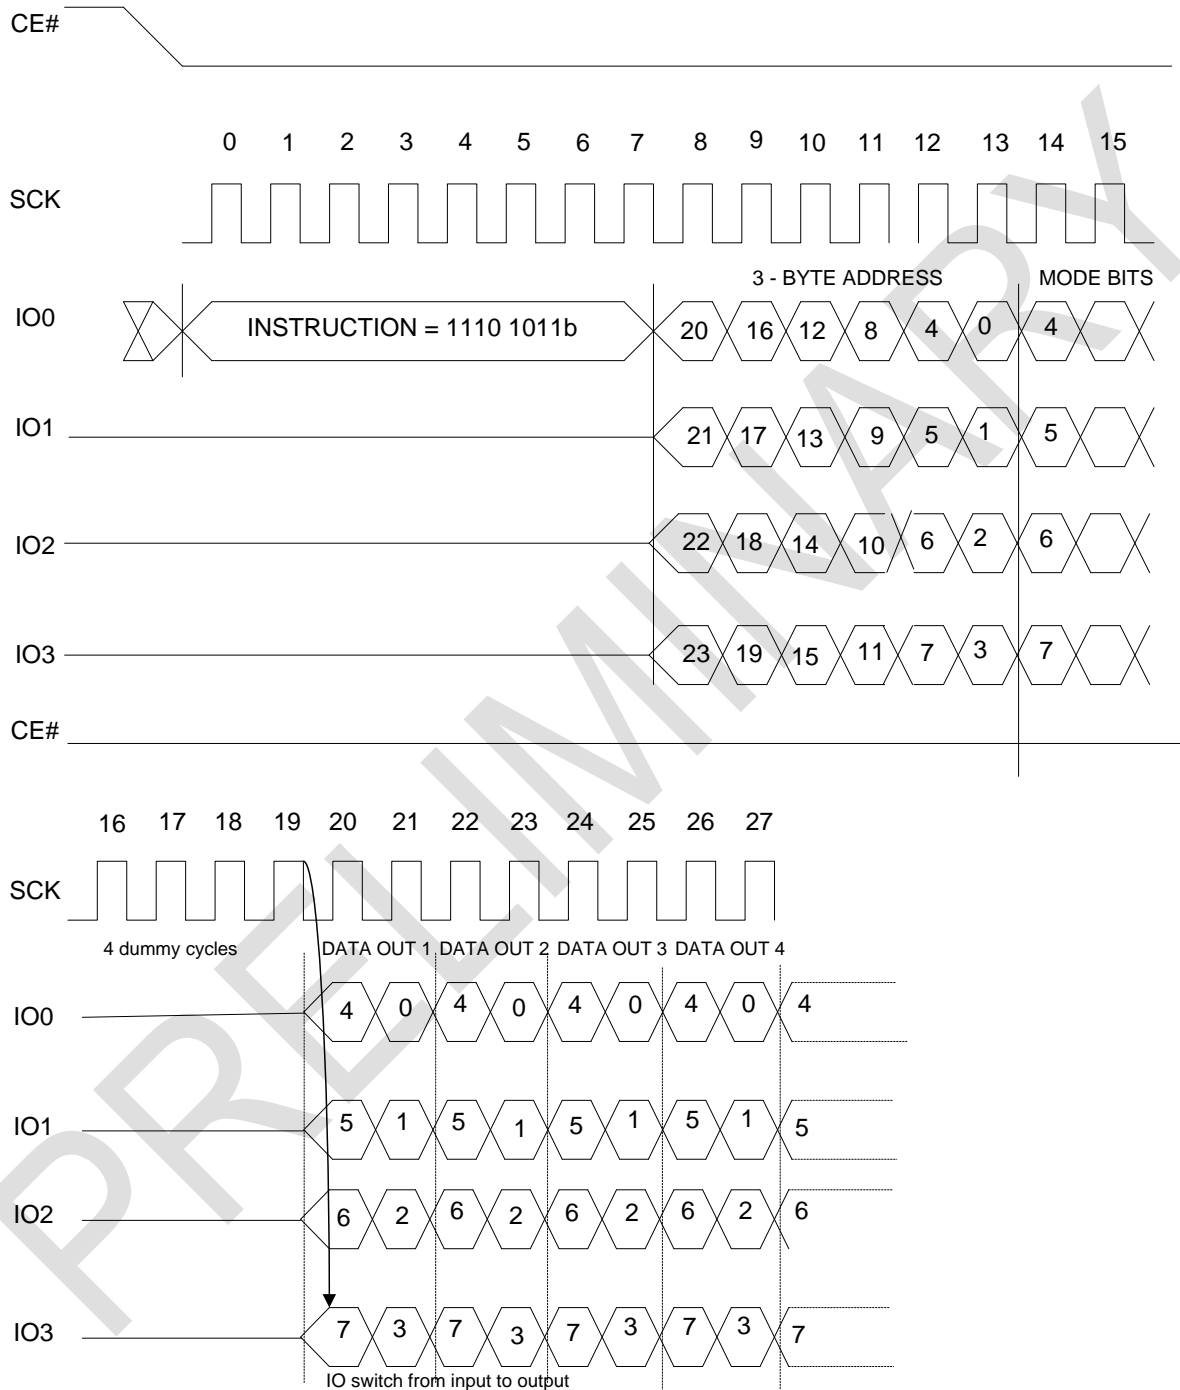 CE#
0 1 2 3 4 5 6 7 8 9 10 11 12 13 14 15
SCK
3 - BYTE ADDRESS MODE BITS
IO0 INSTRUCTION = 1110 1011b 20 16 12 8 4 0 4
IO1 21 17 13 9 5 1 5
IO2 22 18 14 10 6 2 6
IO3 23 19 15 11 7 3 7
CE#
16 17 18 19 20 21 22 23 24 25 26 27
SCK
4 dummy cycles DATA OUT 1 DATA OUT 2 DATA OUT 3 DATA OUT 4
IO0 4 0 4 0 4 0 4 0 4
IO1 5 1 5 1 5 1 5 1 5
IO2 6 2 6 2 6 2 6 2 6
IO3 7 3 7 3 7 3 7 3 7
IO switch from input to output
PRELIMINARY